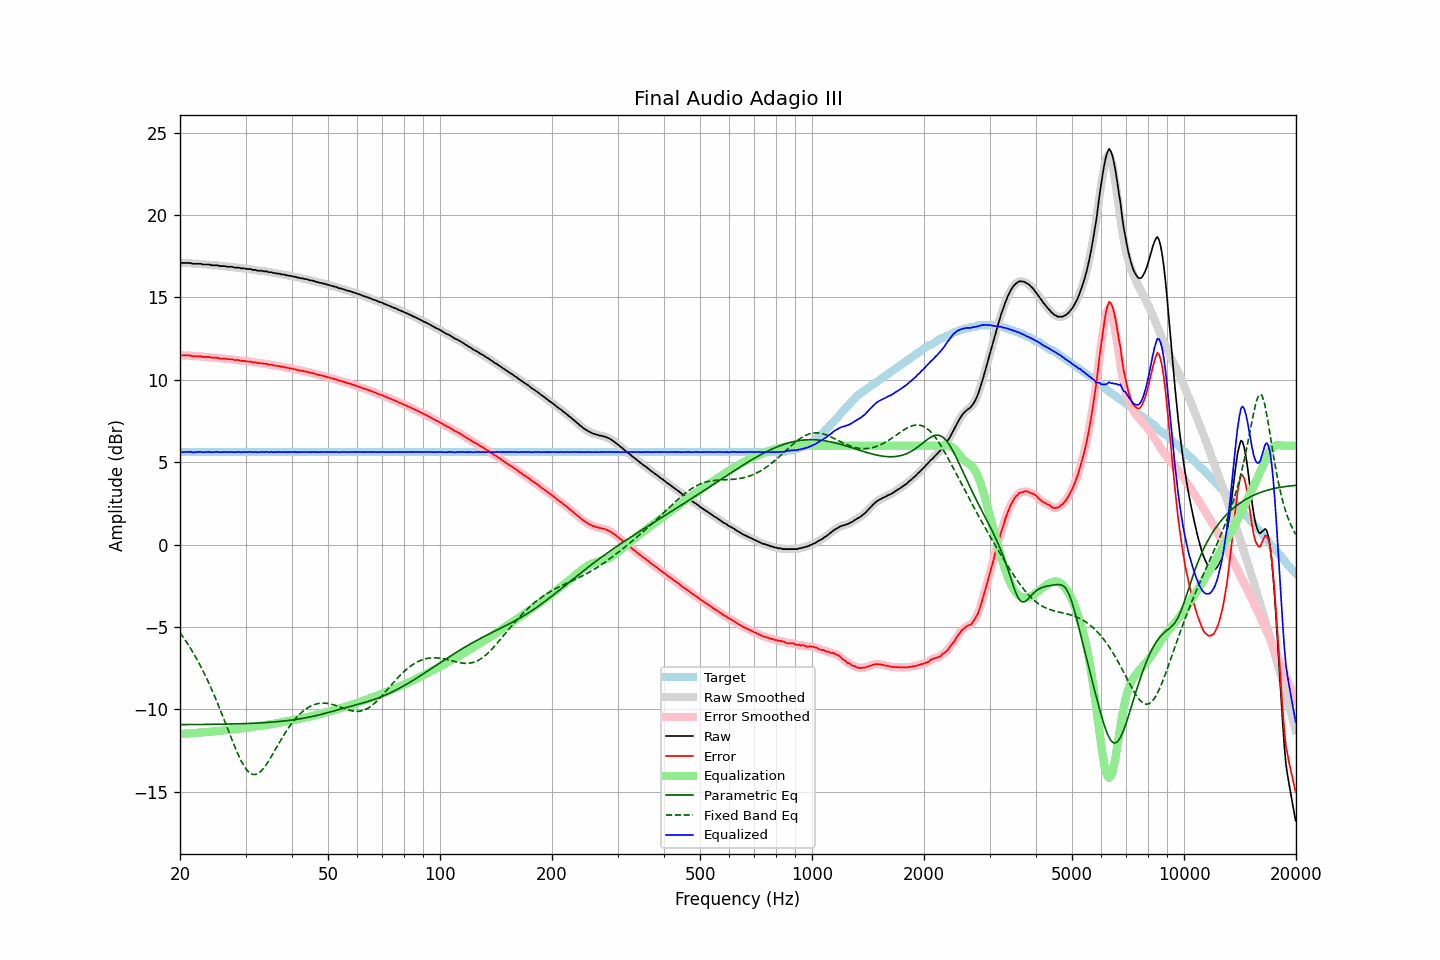 Final Audio Adagio III
25
20
15
10
5
0
−5
−10
−15
Amplitude (dBr)
Target
Raw Smoothed
Error Smoothed
Raw
Error
Equalization
Parametric Eq
Fixed Band Eq
Equalized
20
50
100
200
500
1000
2000
5000
10000
20000
Frequency (Hz)